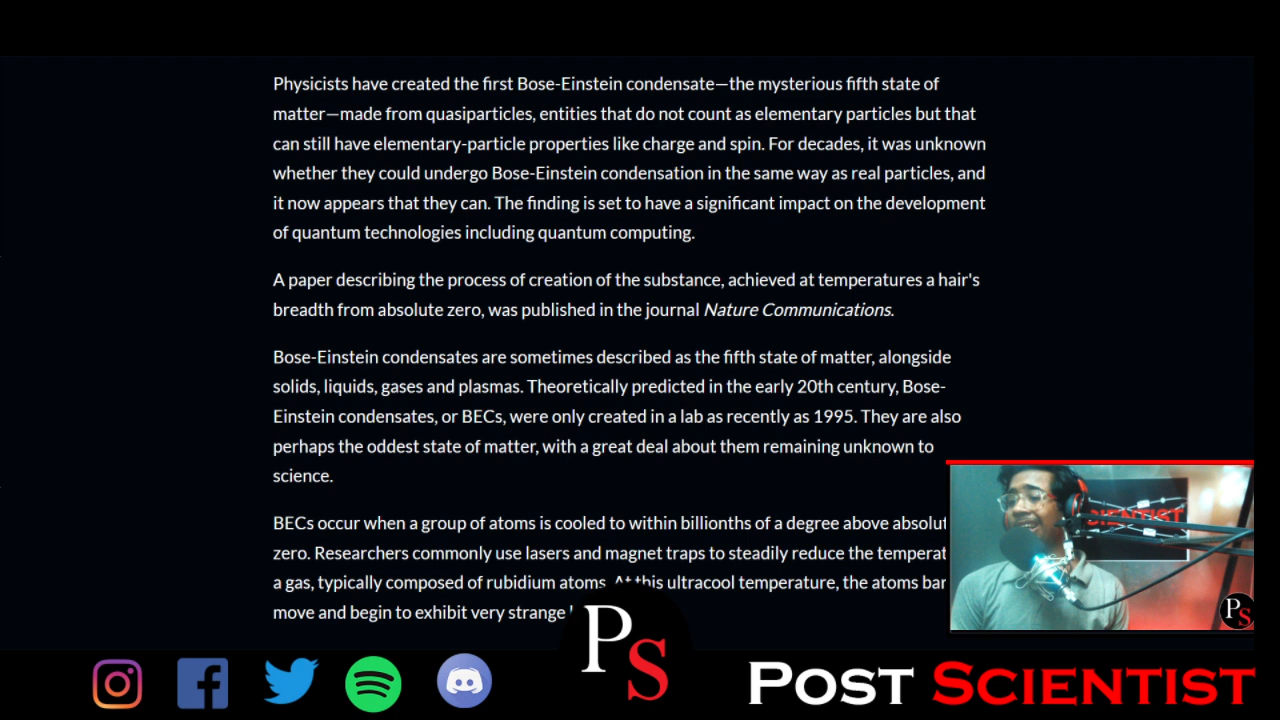 Physicists have created the first Bose-Einstein condensate—the mysterious fifth state of
matter—made from quasiparticles, entities that do not count as elementary particles but that
can still have elementary-particle properties like charge and spin. For decades, it was unknown
whether they could undergo Bose-Einstein condensation in the same way as real particles, and
it now appears that they can. The finding is set to have a significant impact on the development
of quantum technologies including quantum computing.
A paper describing the process of creation of the substance, achieved at temperatures a hair's
breadth from absolute zero, was published in the journal Nature Communications.
Bose-Einstein condensates are sometimes described as the fifth state of matter, alongside
solids, liquids, gases and plasmas. Theoretically predicted in the early 20th century, Bose-
Einstein condensates, or BECs, were only created in a lab as recently as 1995. They are also
perhaps the oddest state of matter, with a great deal about them remaining unknown to
science.
BECs occur when a group of atoms is cooled to within billionths of a degree above absolut
zero. Researchers commonly use lasers and magnet traps to steadily reduce the temperat
a gas, typically composed of rubidium atoms. At this ultracool temperature, the atoms bar
move and begin to exhibit very strange
PS
PS
POST SCIENTIST